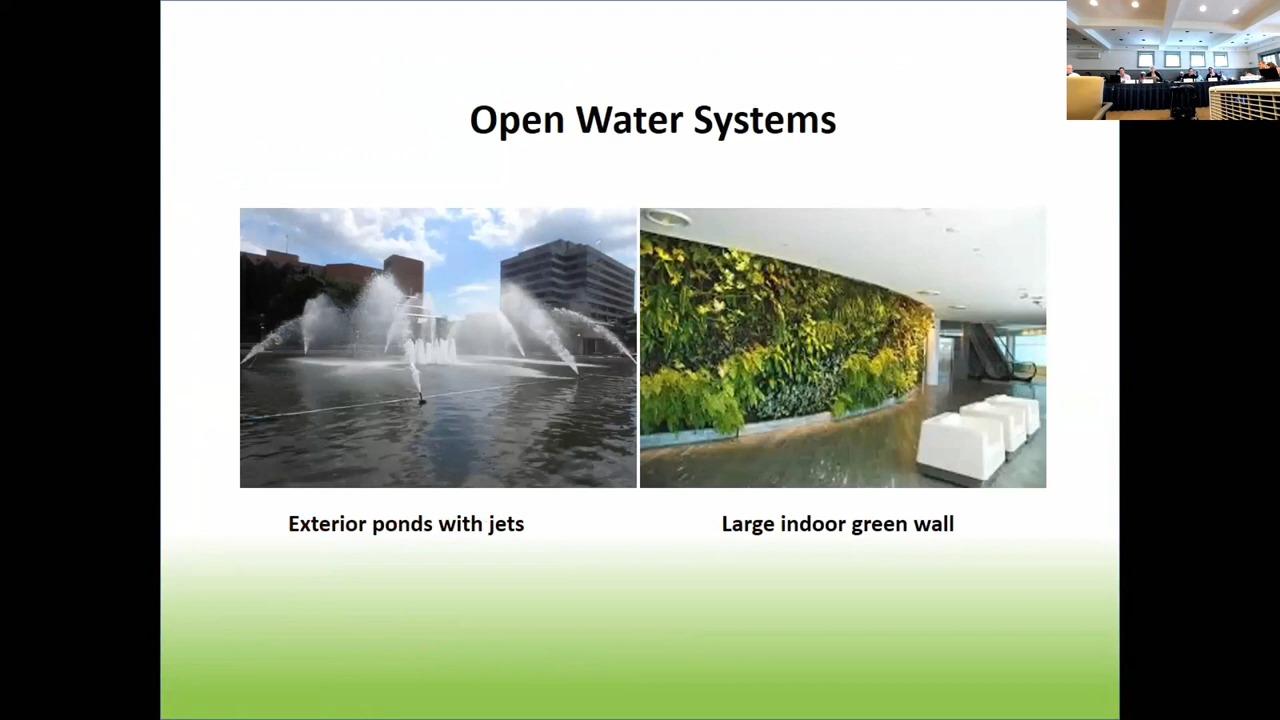 Open Water Systems
Exterior ponds with jets
Large indoor green wall